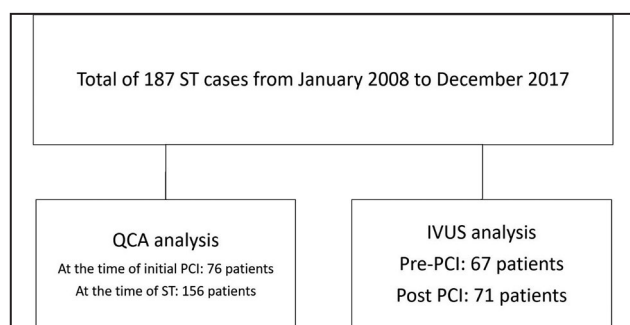 Total of 187 ST cases from January 2008 to December 2017
QCA analysis
At the time of initial PCI: 76 patients
At the time of ST: 156 patients
IVUS analysis
Pre-PCI: 67 patients
Post PCI: 71 patients